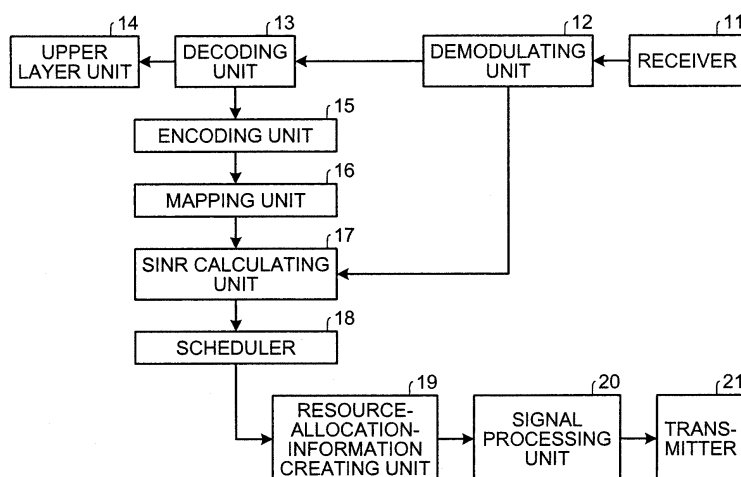 14
13
12
11
UPPER
LAYER UNIT
DECODING
UNIT
DEMODULATING
UNIT
RECEIVER
15
ENCODING UNIT
16
MAPPING UNIT
17
SINR CALCULATING
UNIT
18
SCHEDULER
19
20
21
RESOURCE-
ALLOCATION-
INFORMATION
CREATING UNIT
SIGNAL
PROCESSING
UNIT
TRANS-
MITTER